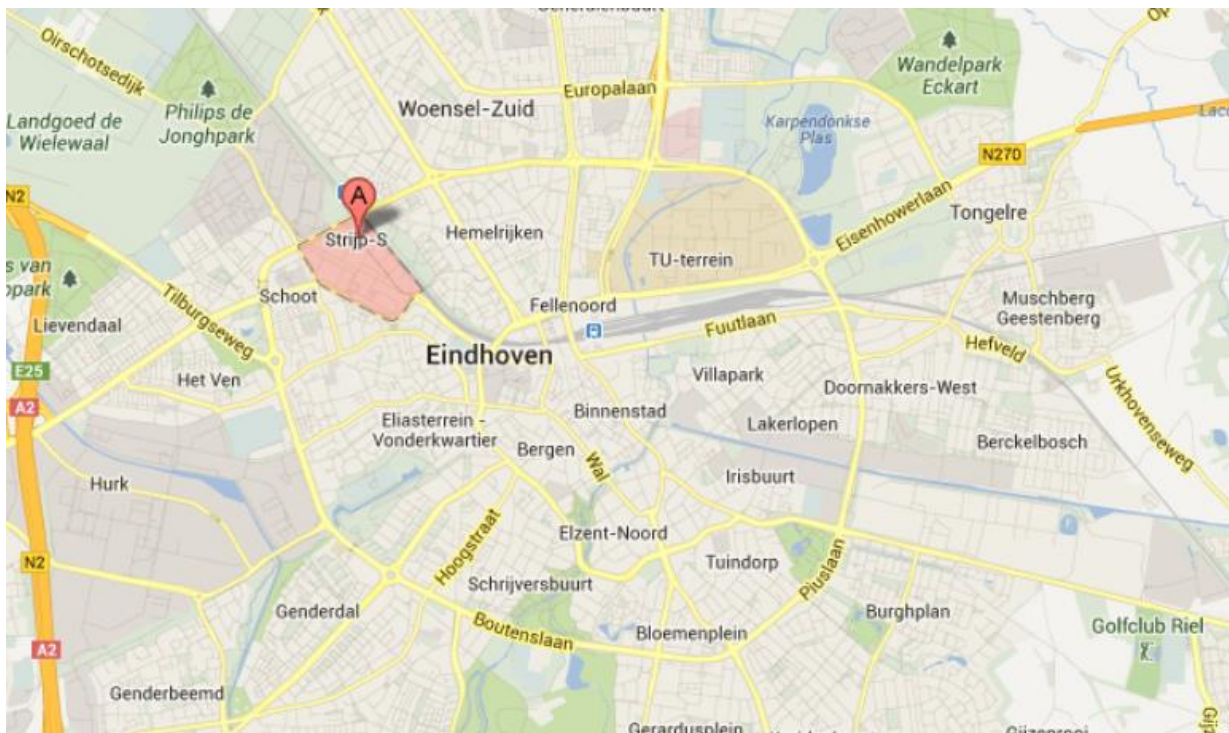 Oirschotsedijk
Philips de
Jonghpark
Landgoed de
Wielewaal
Woensel-Zuid
Europalaan
Wandelpark
Eckart
Karpendonkse
Plas
N270
N2
A
Strijp-S
Hemelrijken
TU-terrein
Eisenhowerlaan
Tongelre
s van
opark
Schoot
Lievendaal
Tilburgseweg
Fellenoord
Fuutlaan
Muschberg
Geestenberg
Hefveld
E25
A2
Het Ven
Eindhoven
Villapark
Doornakkers-West
Urkhovenseweg
Eliasterrein -
Vonderkwartier
Binnenstad
Lakerlopen
Berckelbosch
Bergen
Wal
Irisbuurt
Hurk
Hoogstraat
Elzent-Noord
Tuindorp
Piuslaan
N2
Schrijversbuurt
Genderdal
Boutenslaan
Bloemenplein
Burghplan
Golfclub Riel
A2
Genderbeemd
Gerardusplein